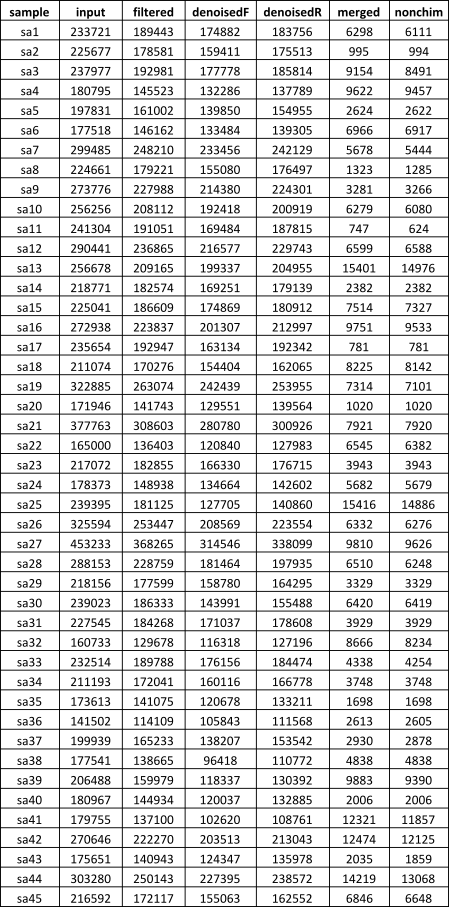 sample input filtered denoisedF denoisedR merged nonchim
sa1 233721 189443 174882 183756 6298 6111
sa2 225677 178581 159411 175513 995 994
sa3 237977 192981 177778 185814 9154 8491
sa4 180795 145523 132286 137789 9622 9457
sa5 197831 161002 139850 154955 2624 2622
sa6 177518 146162 133484 139305 6966 6917
sa7 299485 248210 233456 242129 5678 5444
sa8 224661 179221 155080 176497 1323 1285
sa9 273776 227988 214380 224301 3281 3266
sa10 256256 208112 192418 200919 6279 6080
sa11 241304 191051 169484 187815 747 624
sa12 290441 236865 216577 229743 6599 6588
sa13 256678 209165 199337 204955 15401 14976
sa14 218771 182574 169251 179139 2382 2382
sa15 225041 186609 174869 180912 7514 7327
sa16 272938 223837 201307 212997 9751 9533
sa17 235654 192947 163134 192342 781 781
sa18 211074 170276 154404 162065 8225 8142
sa19 322885 263074 242439 253955 7314 7101
sa20 171946 141743 129551 139564 1020 1020
sa21 377763 308603 280780 300926 7921 7920
sa22 165000 136403 120840 127983 6545 6382
sa23 217072 182855 166330 176715 3943 3943
sa24 178373 148938 134664 142602 5682 5679
sa25 239395 181125 127705 140860 15416 14886
sa26 325594 253447 208569 223554 6332 6276
sa27 453233 368265 314546 338099 9810 9626
sa28 288153 228759 181464 197935 6510 6248
sa29 218156 177599 158780 164295 3329 3329
sa30 239023 186333 143991 155488 6420 6419
sa31 227545 184268 171037 178608 3929 3929
sa32 160733 129678 116318 127196 8666 8234
sa33 232514 189788 176156 184474 4338 4254
sa34 211193 172041 160116 166778 3748 3748
sa35 173613 141075 120678 133211 1698 1698
sa36 141502 114109 105843 111568 2613 2605
sa37 199939 165233 138207 153542 2930 2878
sa38 177541 138665 96418 110772 4838 4838
sa39 206488 159979 118337 130392 9883 9390
sa40 180967 144934 120037 132885 2006 2006
sa41 179755 137100 102620 108761 12321 11857
sa42 270646 222270 203513 213043 12474 12125
sa43 175651 140943 124347 135978 2035 1859
sa44 303280 250143 227395 238572 14219 13068
sa45 216592 172117 155063 162552 6846 6648